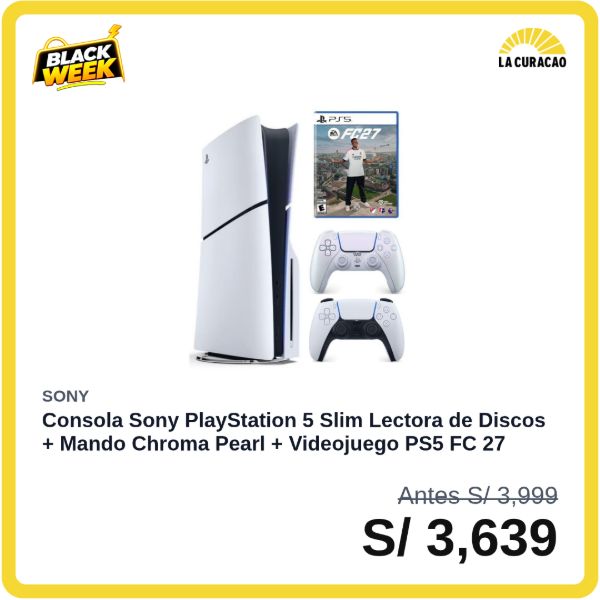 BLACK
WEEK
LA CURACAO
PS5
EA FC27
SONY
Consola Sony PlayStation 5 Slim Lectora de Discos
+ Mando Chroma Pearl + Videojuego PS5 FC 27
Antes S/ 3,999
S/ 3,639